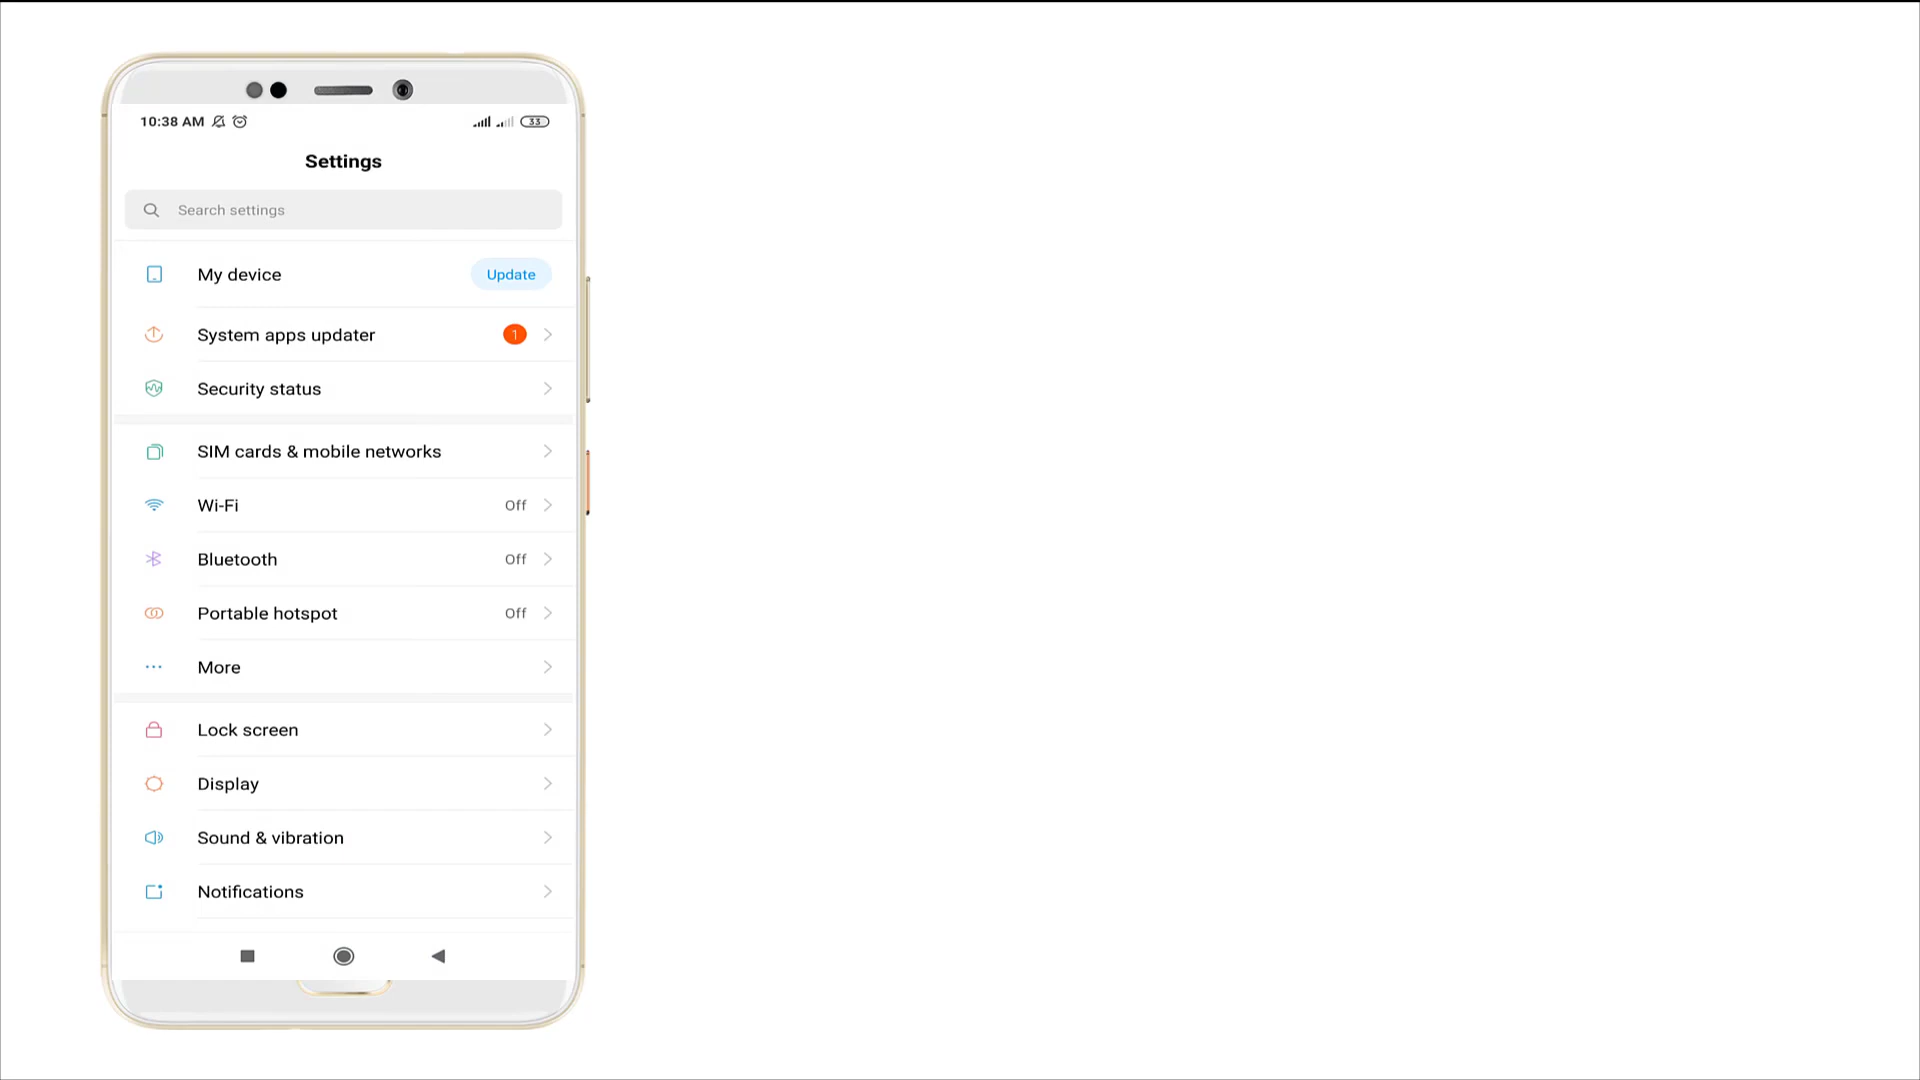 10:38 AM 33
Settings
Search settings
My device Update
System apps updater 1
Security status
SIM cards & mobile networks
Wi-Fi Off
Bluetooth Off
Portable hotspot Off
More
Lock screen
Display
Sound & vibration
Notifications